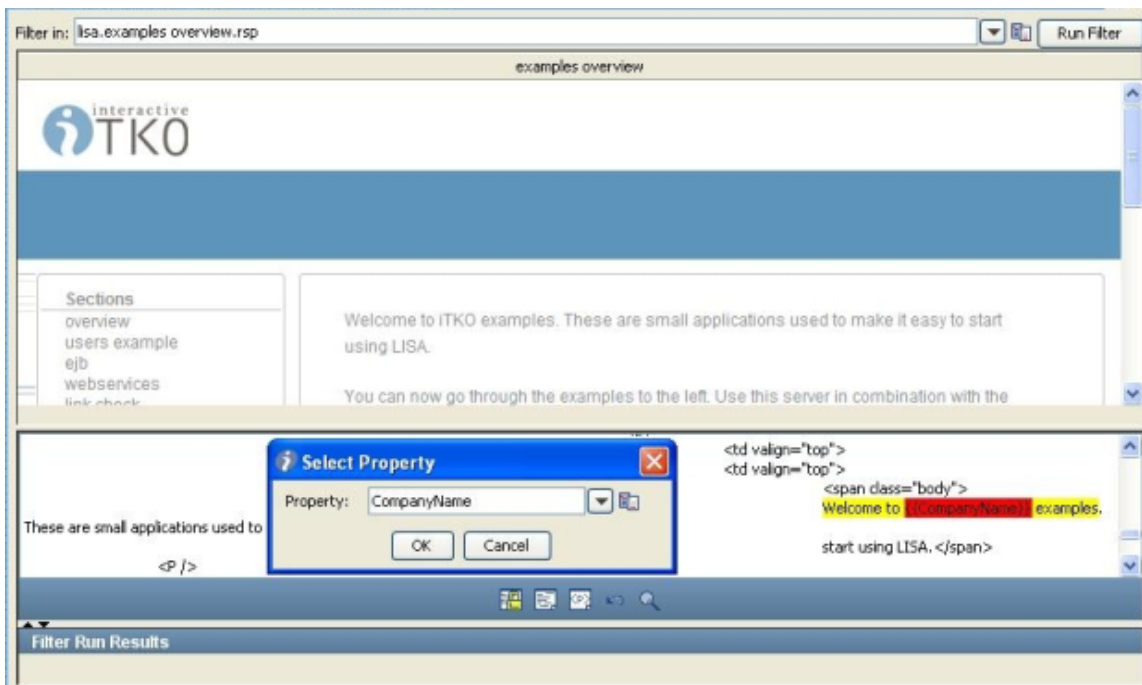 Filter in: lisa.examples overview.rsp Run Filter
examples overview
interactive
iTKO
Sections
overview
users example
ejb
webservices
link check
Welcome to iTKO examples. These are small applications used to make it easy to start
using LISA.
You can now go through the examples to the left. Use this server in combination with the
<td valign="top">
<td valign="top">
<span class="body">
Welcome to {{CompanyName}} examples.
These are small applications used to
start using LISA. </span>
<P />
Select Property
Property: CompanyName
OK Cancel
Filter Run Results